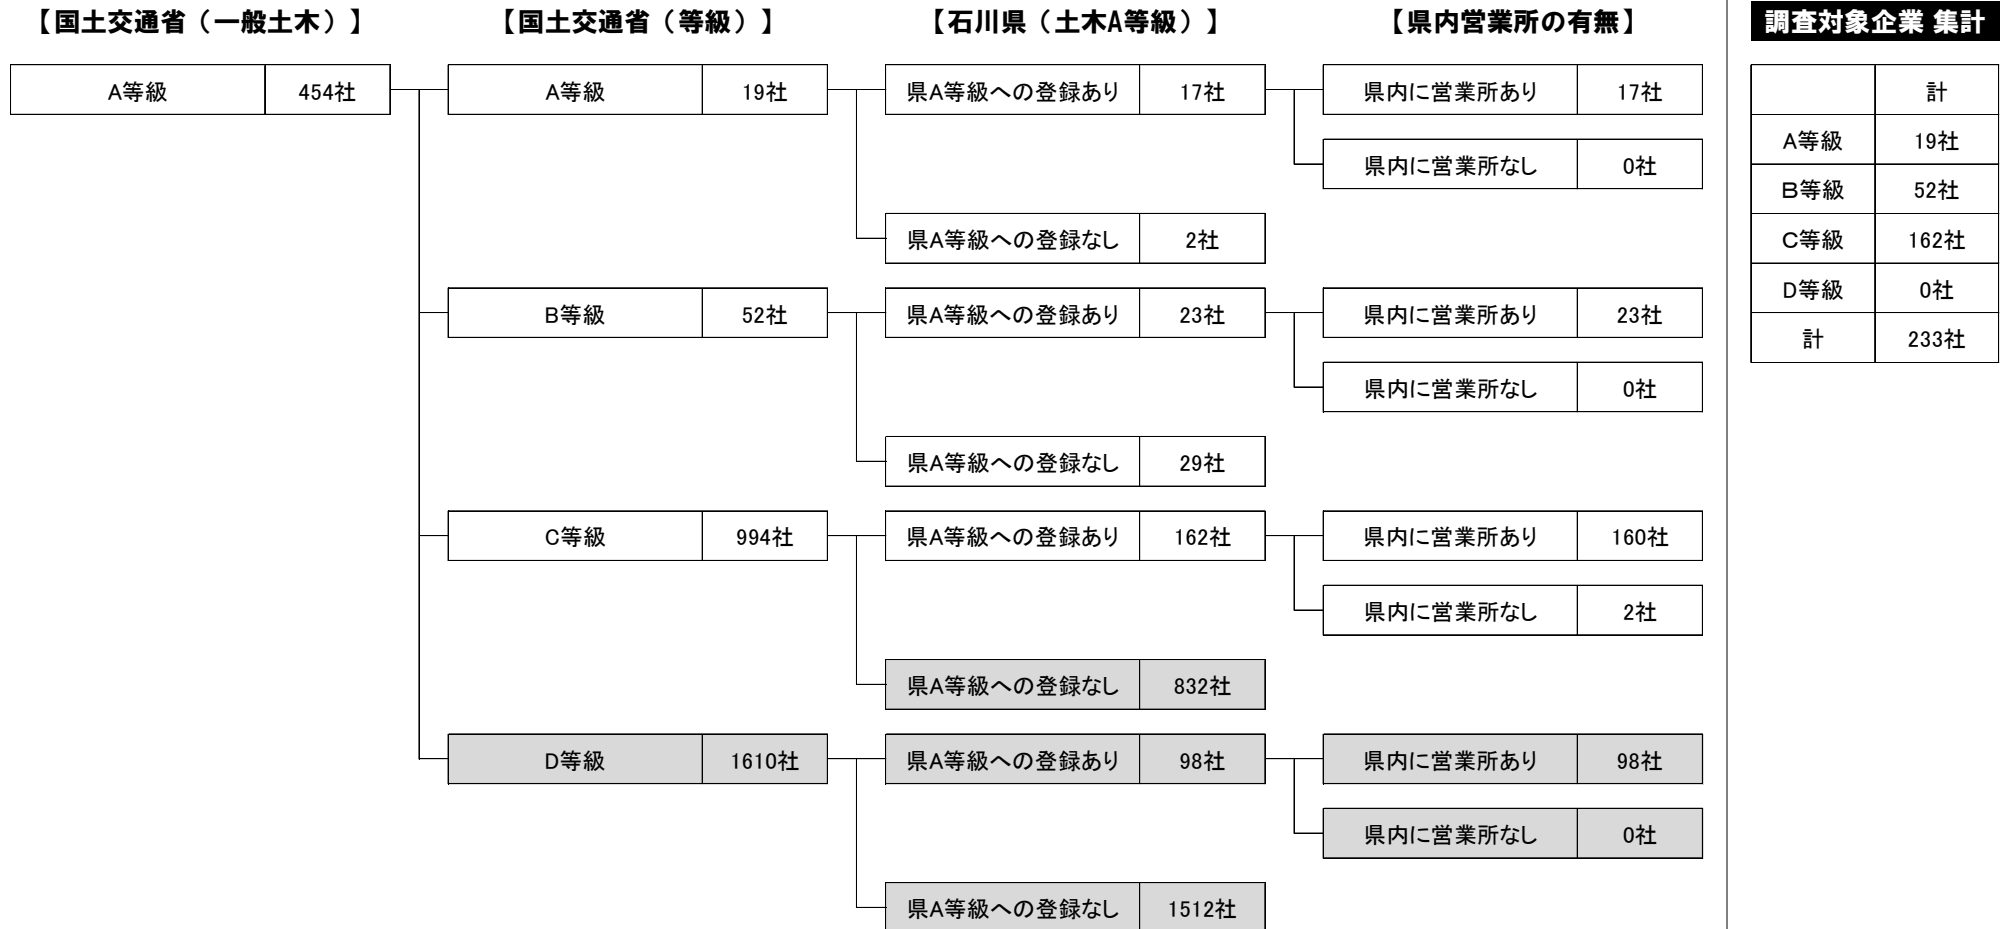 【国土交通省（一般土木）】 【国土交通省（等級）】 【石川県（土木A等級）】 【県内営業所の有無】 調査対象企業 集計
A等級 454社 A等級 19社 県A等級への登録あり 17社 県内に営業所あり 17社
県内に営業所なし 0社
県A等級への登録なし 2社
B等級 52社 県A等級への登録あり 23社 県内に営業所あり 23社
県内に営業所なし 0社
県A等級への登録なし 29社
C等級 994社 県A等級への登録あり 162社 県内に営業所あり 160社
県内に営業所なし 2社
県A等級への登録なし 832社
D等級 1610社 県A等級への登録あり 98社 県内に営業所あり 98社
県内に営業所なし 0社
県A等級への登録なし 1512社
計
A等級 19社
B等級 52社
C等級 162社
D等級 0社
計 233社